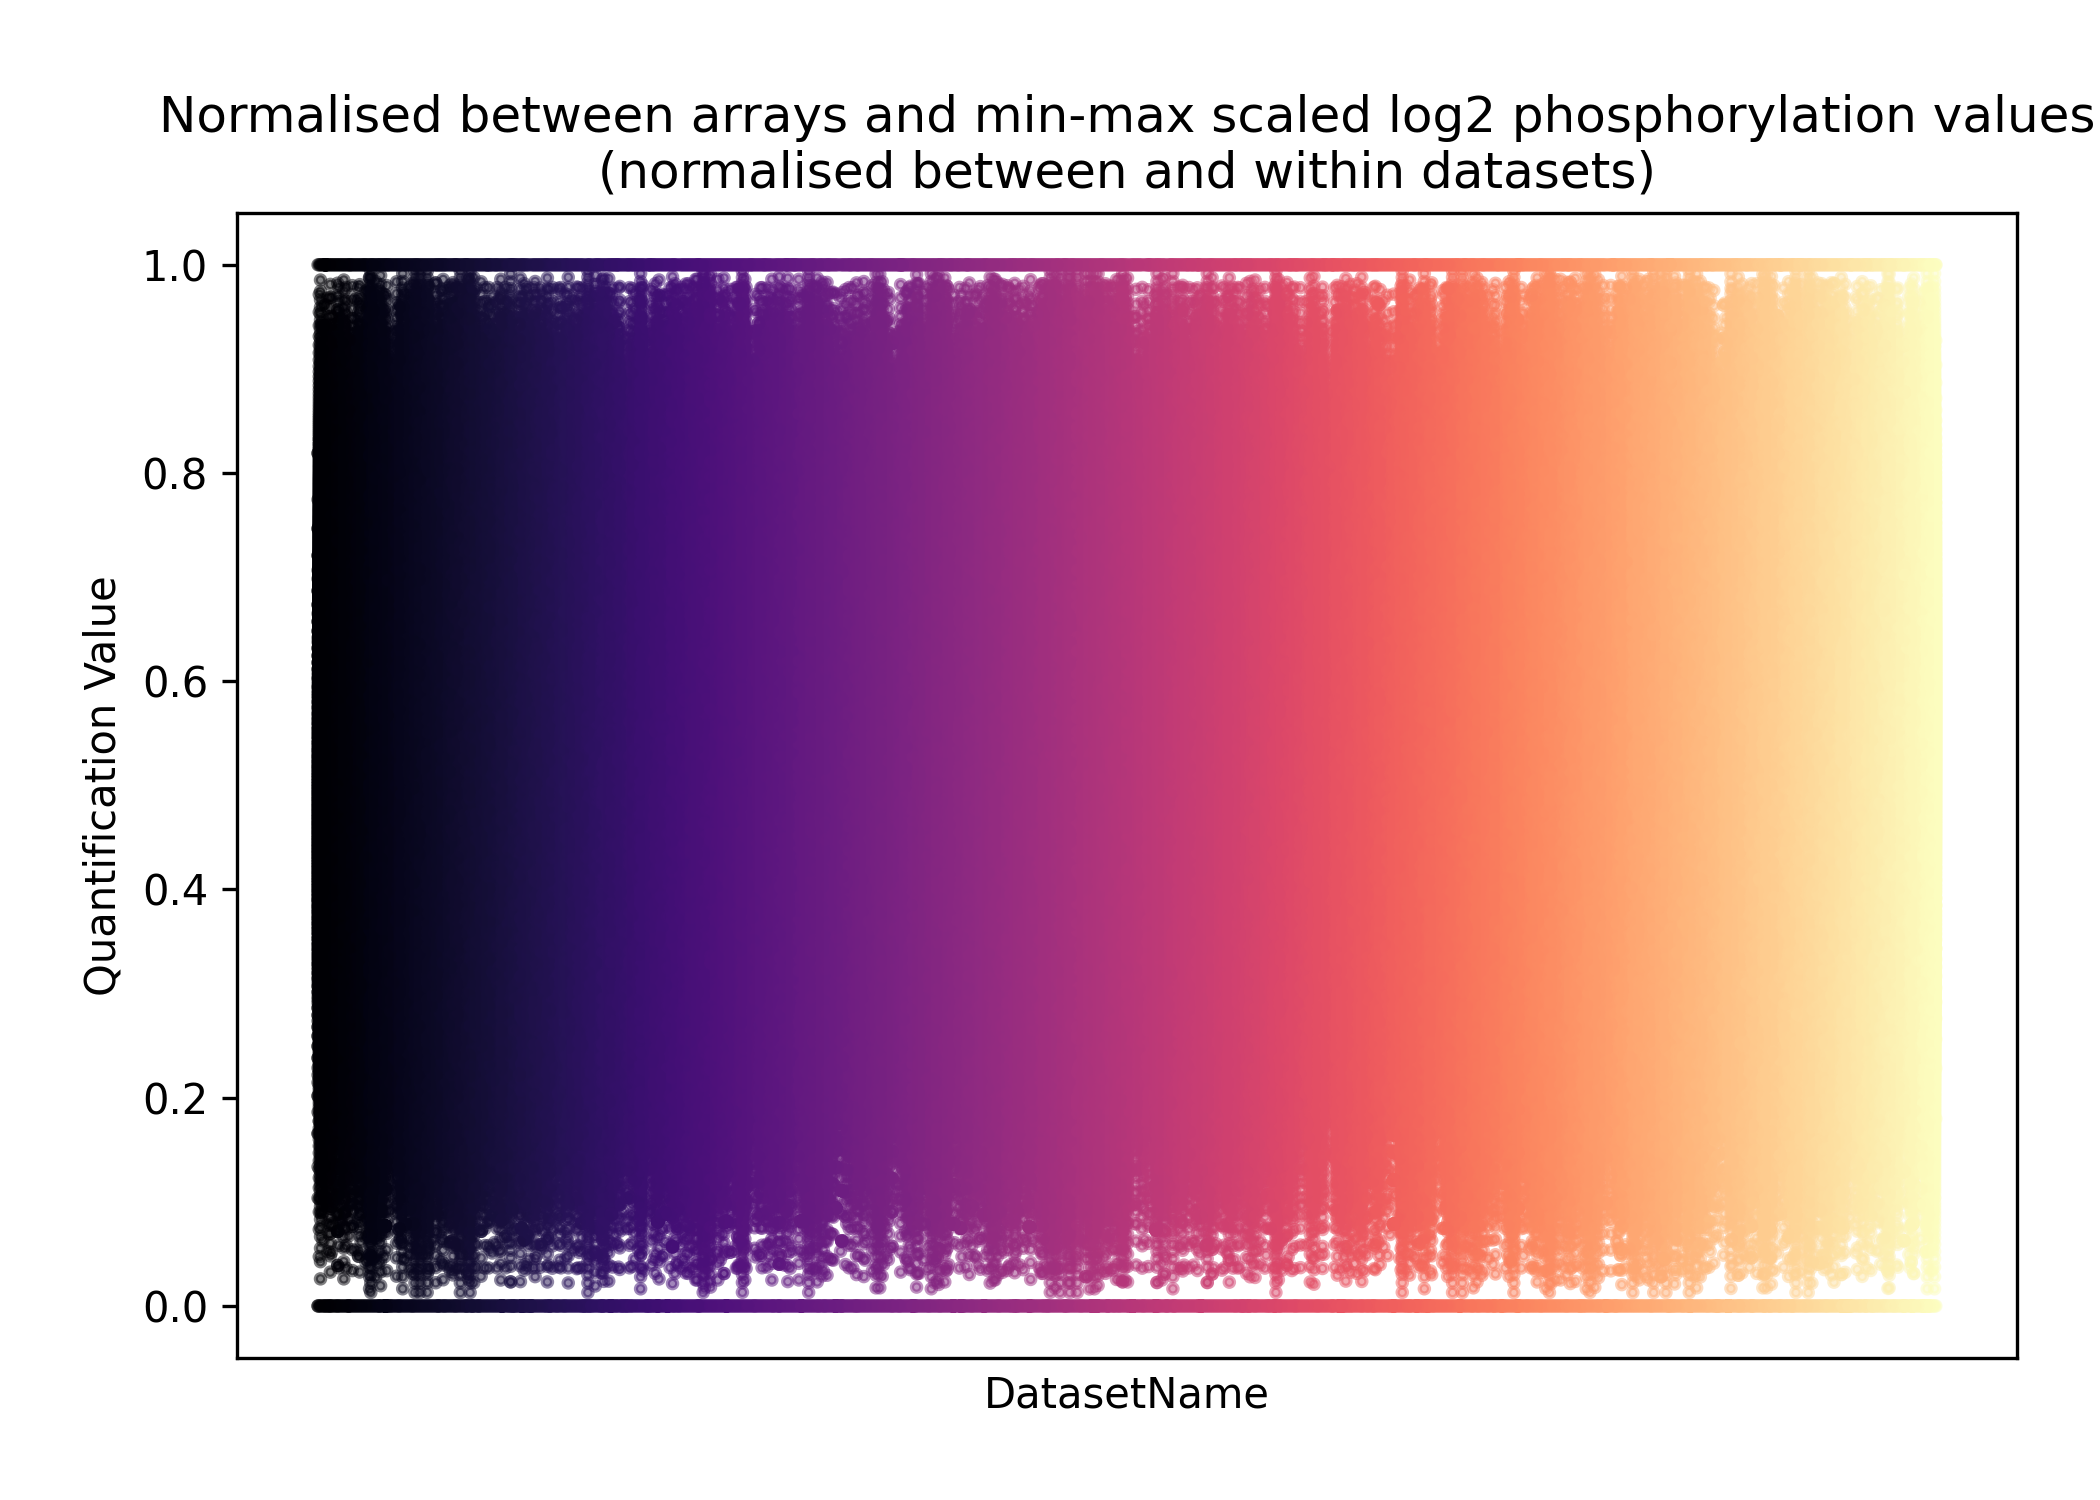 Normalised between arrays and min-max scaled log2 phosphorylation values
(normalised between and within datasets)
1.0
0.8
0.6
0.4
0.2
0.0
Quantification Value
DatasetName